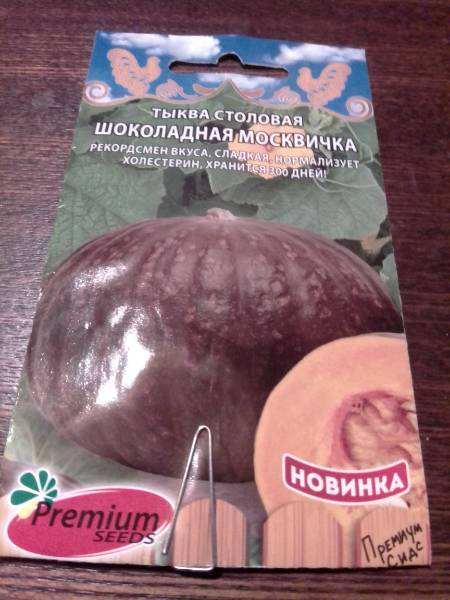 ТЫКВА СТОЛОВАЯ
ШОКОЛАДНАЯ МОСКВИЧКА
РЕКОРДСМЕН ВКУСА, СЛАДКАЯ, НОРМАЛИЗУЕТ
ХОЛЕСТЕРИН, ХРАНИТСЯ 300 ДНЕЙ!
НОВИНКА
Premium
SEEDS
Премиум
Сидс